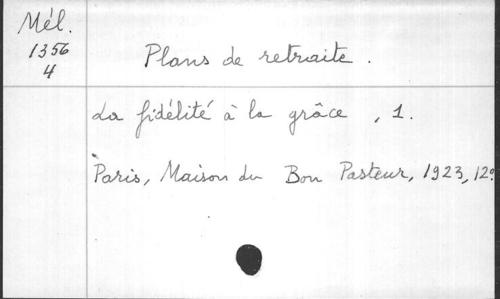 Mél.
1356
4
Plans de retraite.
La fidélité à la grâce, 1.
Paris, Maison du Bon Pasteur, 1923, 12º